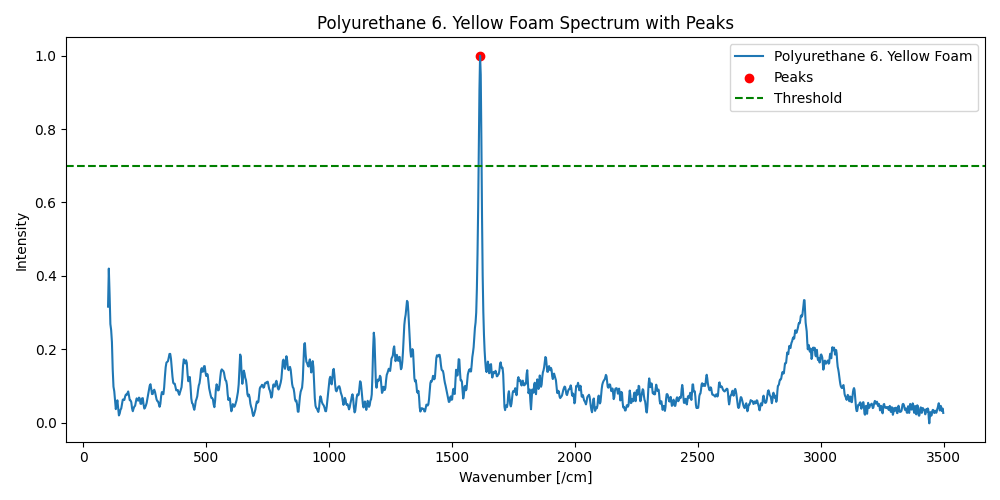 Polyurethane 6. Yellow Foam Spectrum with Peaks
Polyurethane 6. Yellow Foam
Peaks
Threshold
Intensity
1.0
0.8
0.6
0.4
0.2
0.0
0 500 1000 1500 2000 2500 3000 3500
Wavenumber [/cm]